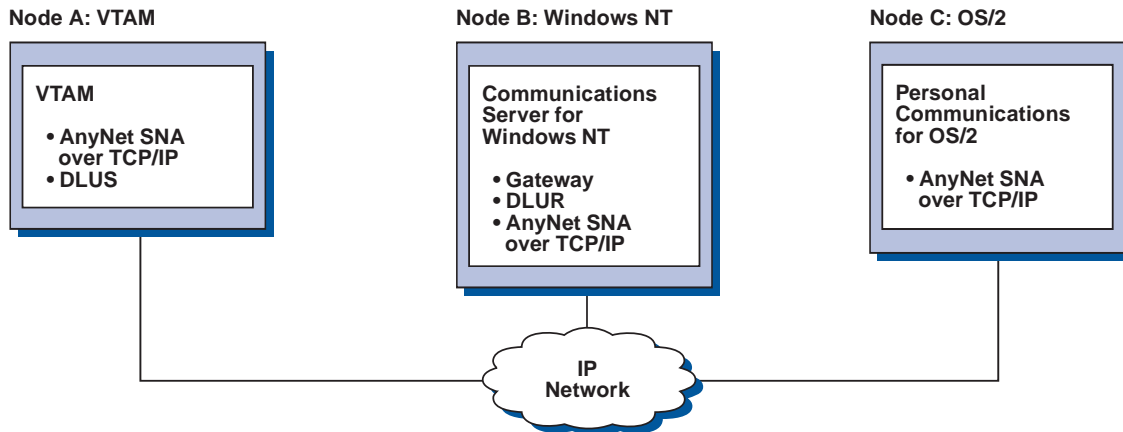 Node A: VTAM
VTAM
• AnyNet SNA
over TCP/IP
• DLUS
Node B: Windows NT
Communications
Server for
Windows NT
• Gateway
• DLUR
• AnyNet SNA
over TCP/IP
Node C: OS/2
Personal
Communications
for OS/2
• AnyNet SNA
over TCP/IP
IP
Network